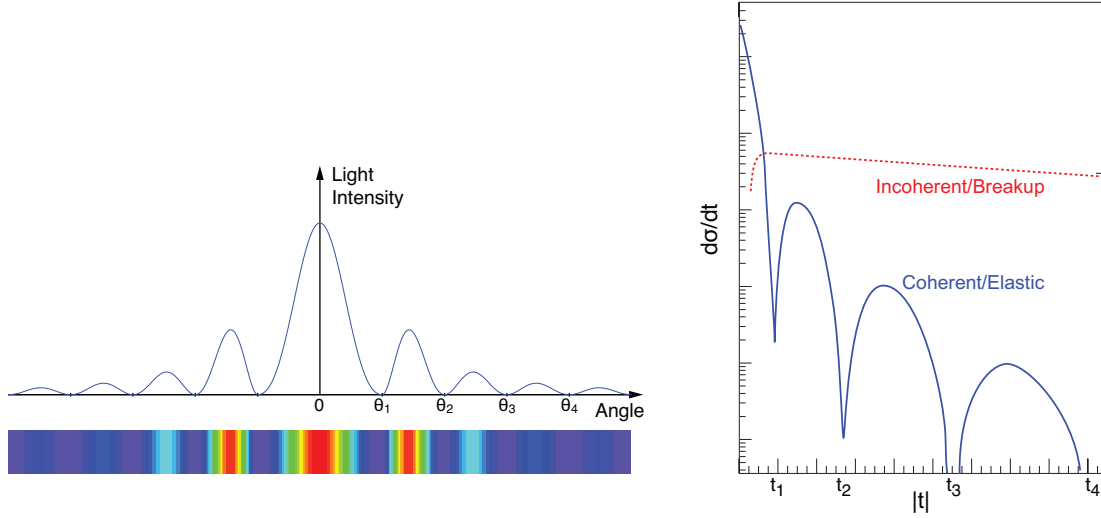 Light
Intensity
0
θ1
θ2
θ3
θ4
Angle
dσ/dt
Incoherent/Breakup
Coherent/Elastic
t1
t2
t3
t4
|t|